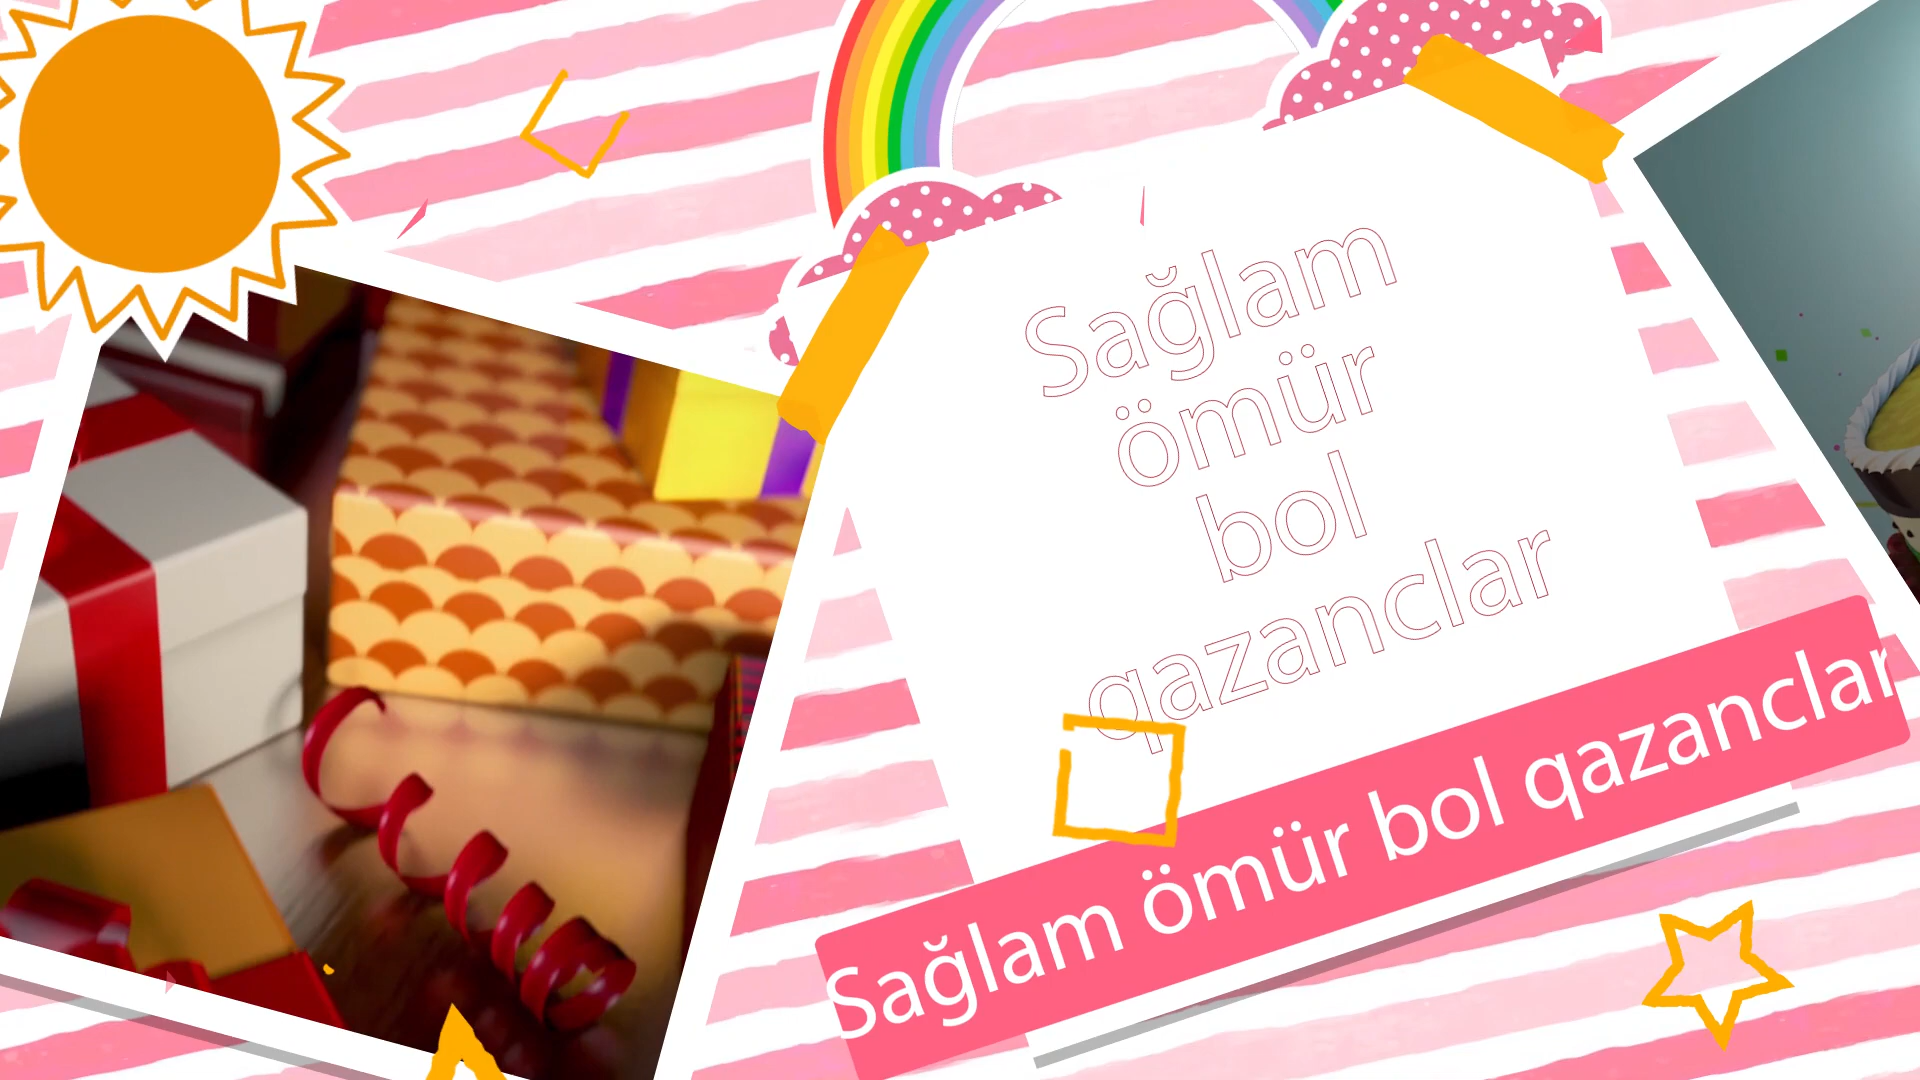 Sağlam
ömür
bol
qazanclar
Sağlam ömür bol qazanclar